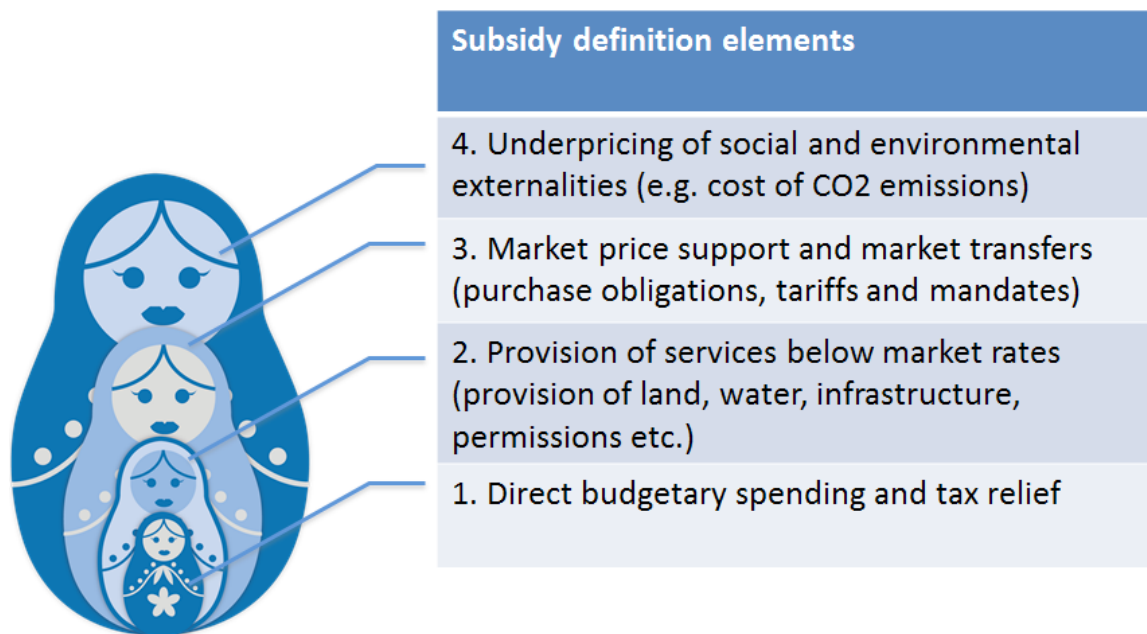 Subsidy definition elements
4. Underpricing of social and environmental
externalities (e.g. cost of CO2 emissions)
3. Market price support and market transfers
(purchase obligations, tariffs and mandates)
2. Provision of services below market rates
(provision of land, water, infrastructure,
permissions etc.)
1. Direct budgetary spending and tax relief